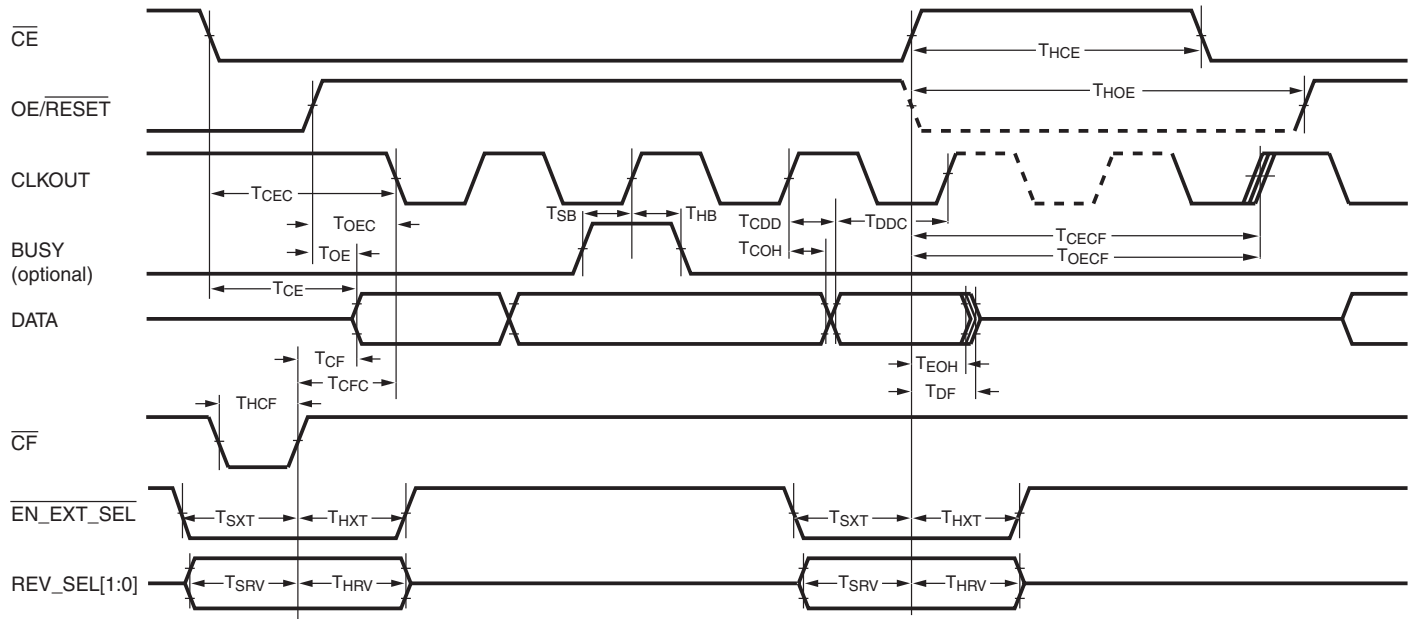 CE
THCE
OE/RESET
THOE
CLKOUT
TCEC
TSB
THB
TCDD
TDDC
TOEC
TCECF
BUSY
(optional)
TOE
TCOH
TOECF
TCE
DATA
TCF
TEOH
TCFC
TDF
THCF
CF
EN_EXT_SEL
TSXT
THXT
TSXT
THXT
REV_SEL[1:0]
TSRV
THRV
TSRV
THRV